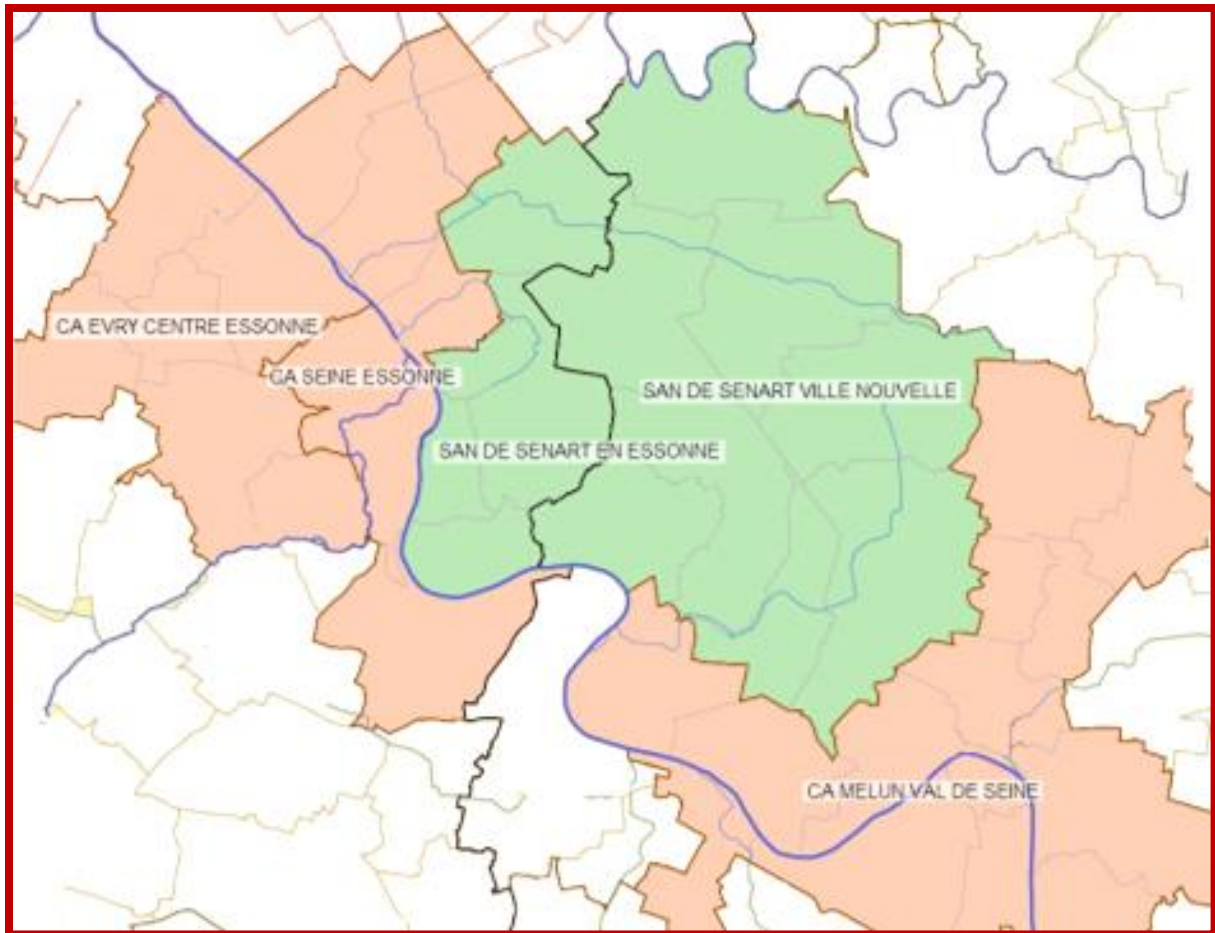 CA EVRY CENTRE ESSONNE
CA SEINE ESSONNE
SAN DE SENART VILLE NOUVELLE
SAN DE SENART EN ESSONNE
CA MELUN VAL DE SEINE